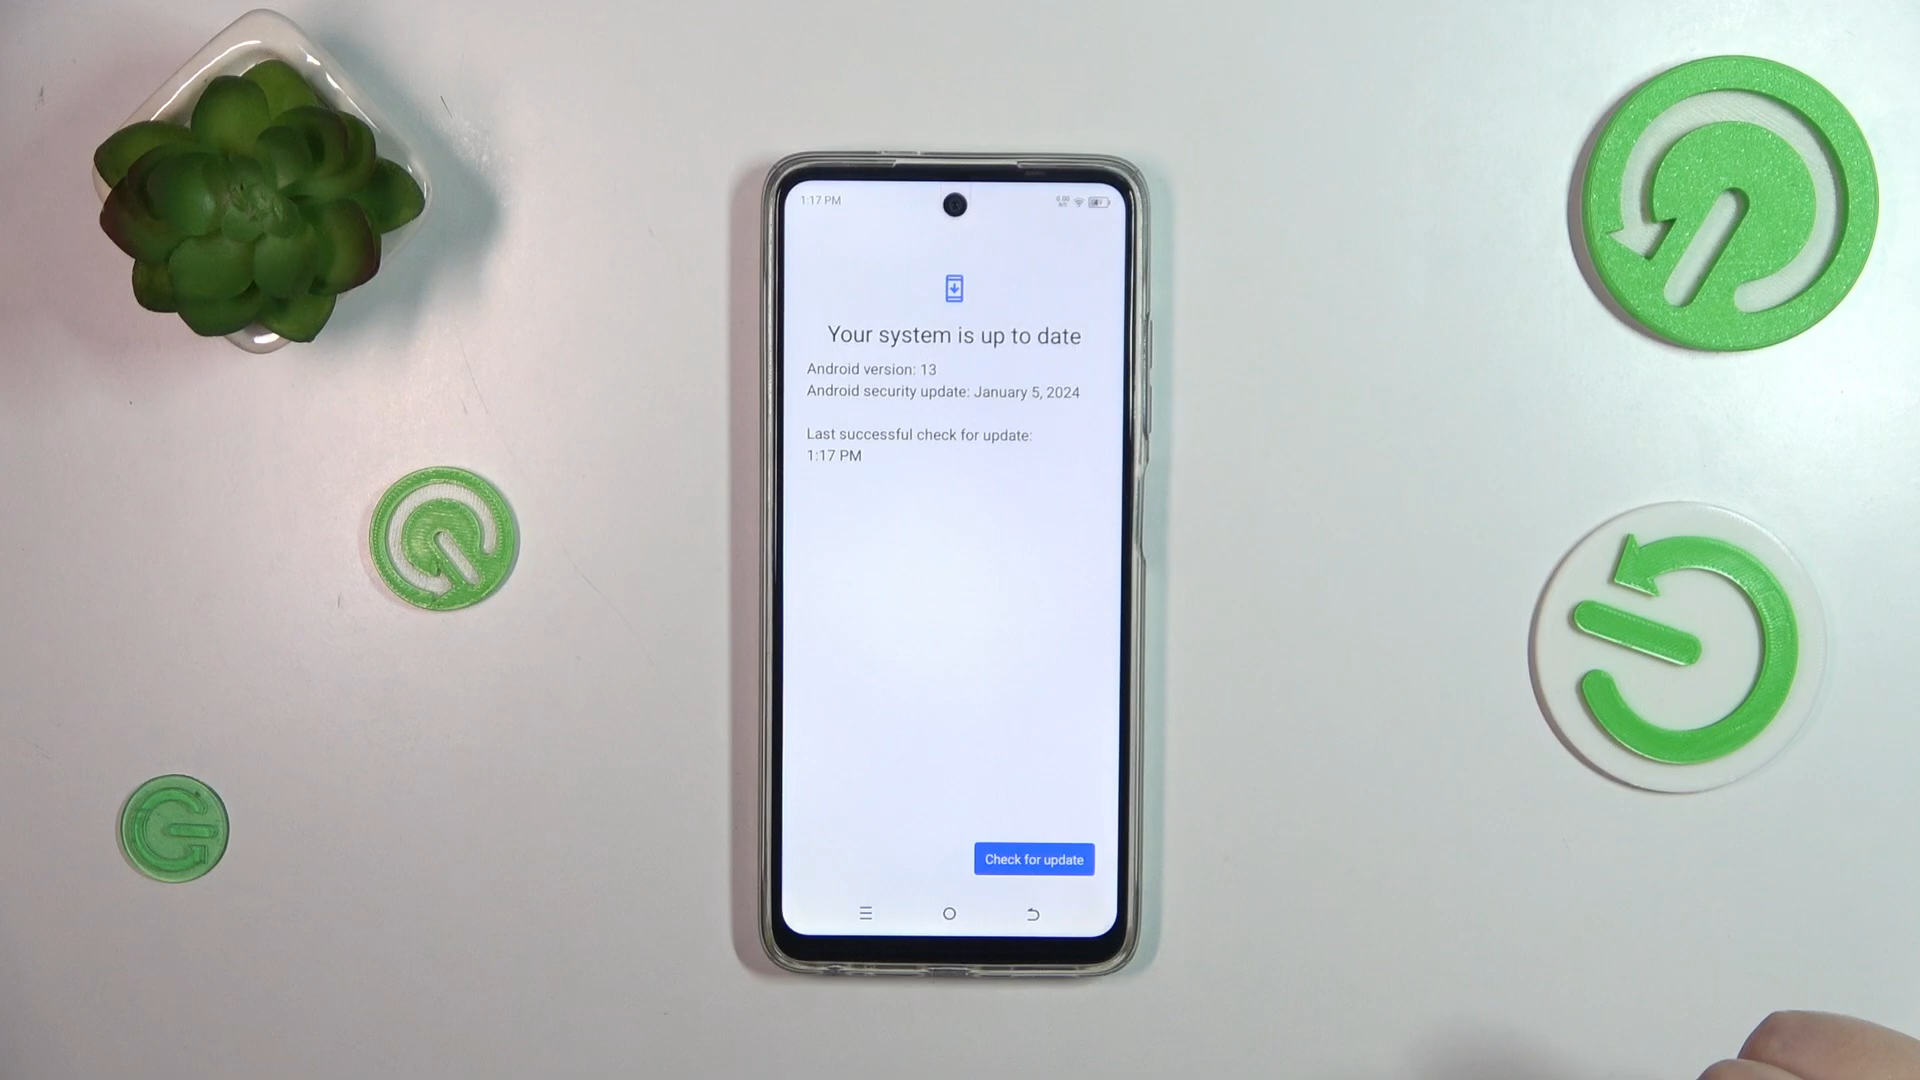 1:17 PM
Your system is up to date
Android version: 13
Android security update: January 5, 2024
Last successful check for update:
1:17 PM
Check for update